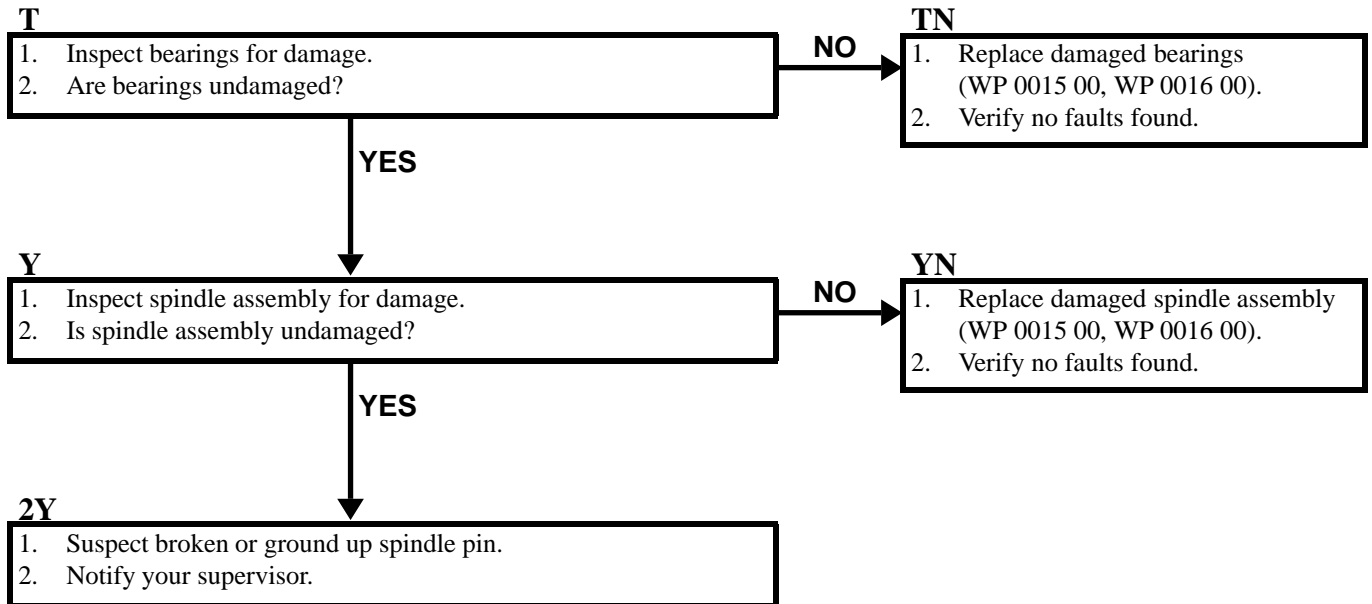 T
1. Inspect bearings for damage.
2. Are bearings undamaged?
NO
TN
1. Replace damaged bearings
(WP 0015 00, WP 0016 00).
2. Verify no faults found.
YES
Y
1. Inspect spindle assembly for damage.
2. Is spindle assembly undamaged?
NO
YN
1. Replace damaged spindle assembly
(WP 0015 00, WP 0016 00).
2. Verify no faults found.
YES
2Y
1. Suspect broken or ground up spindle pin.
2. Notify your supervisor.